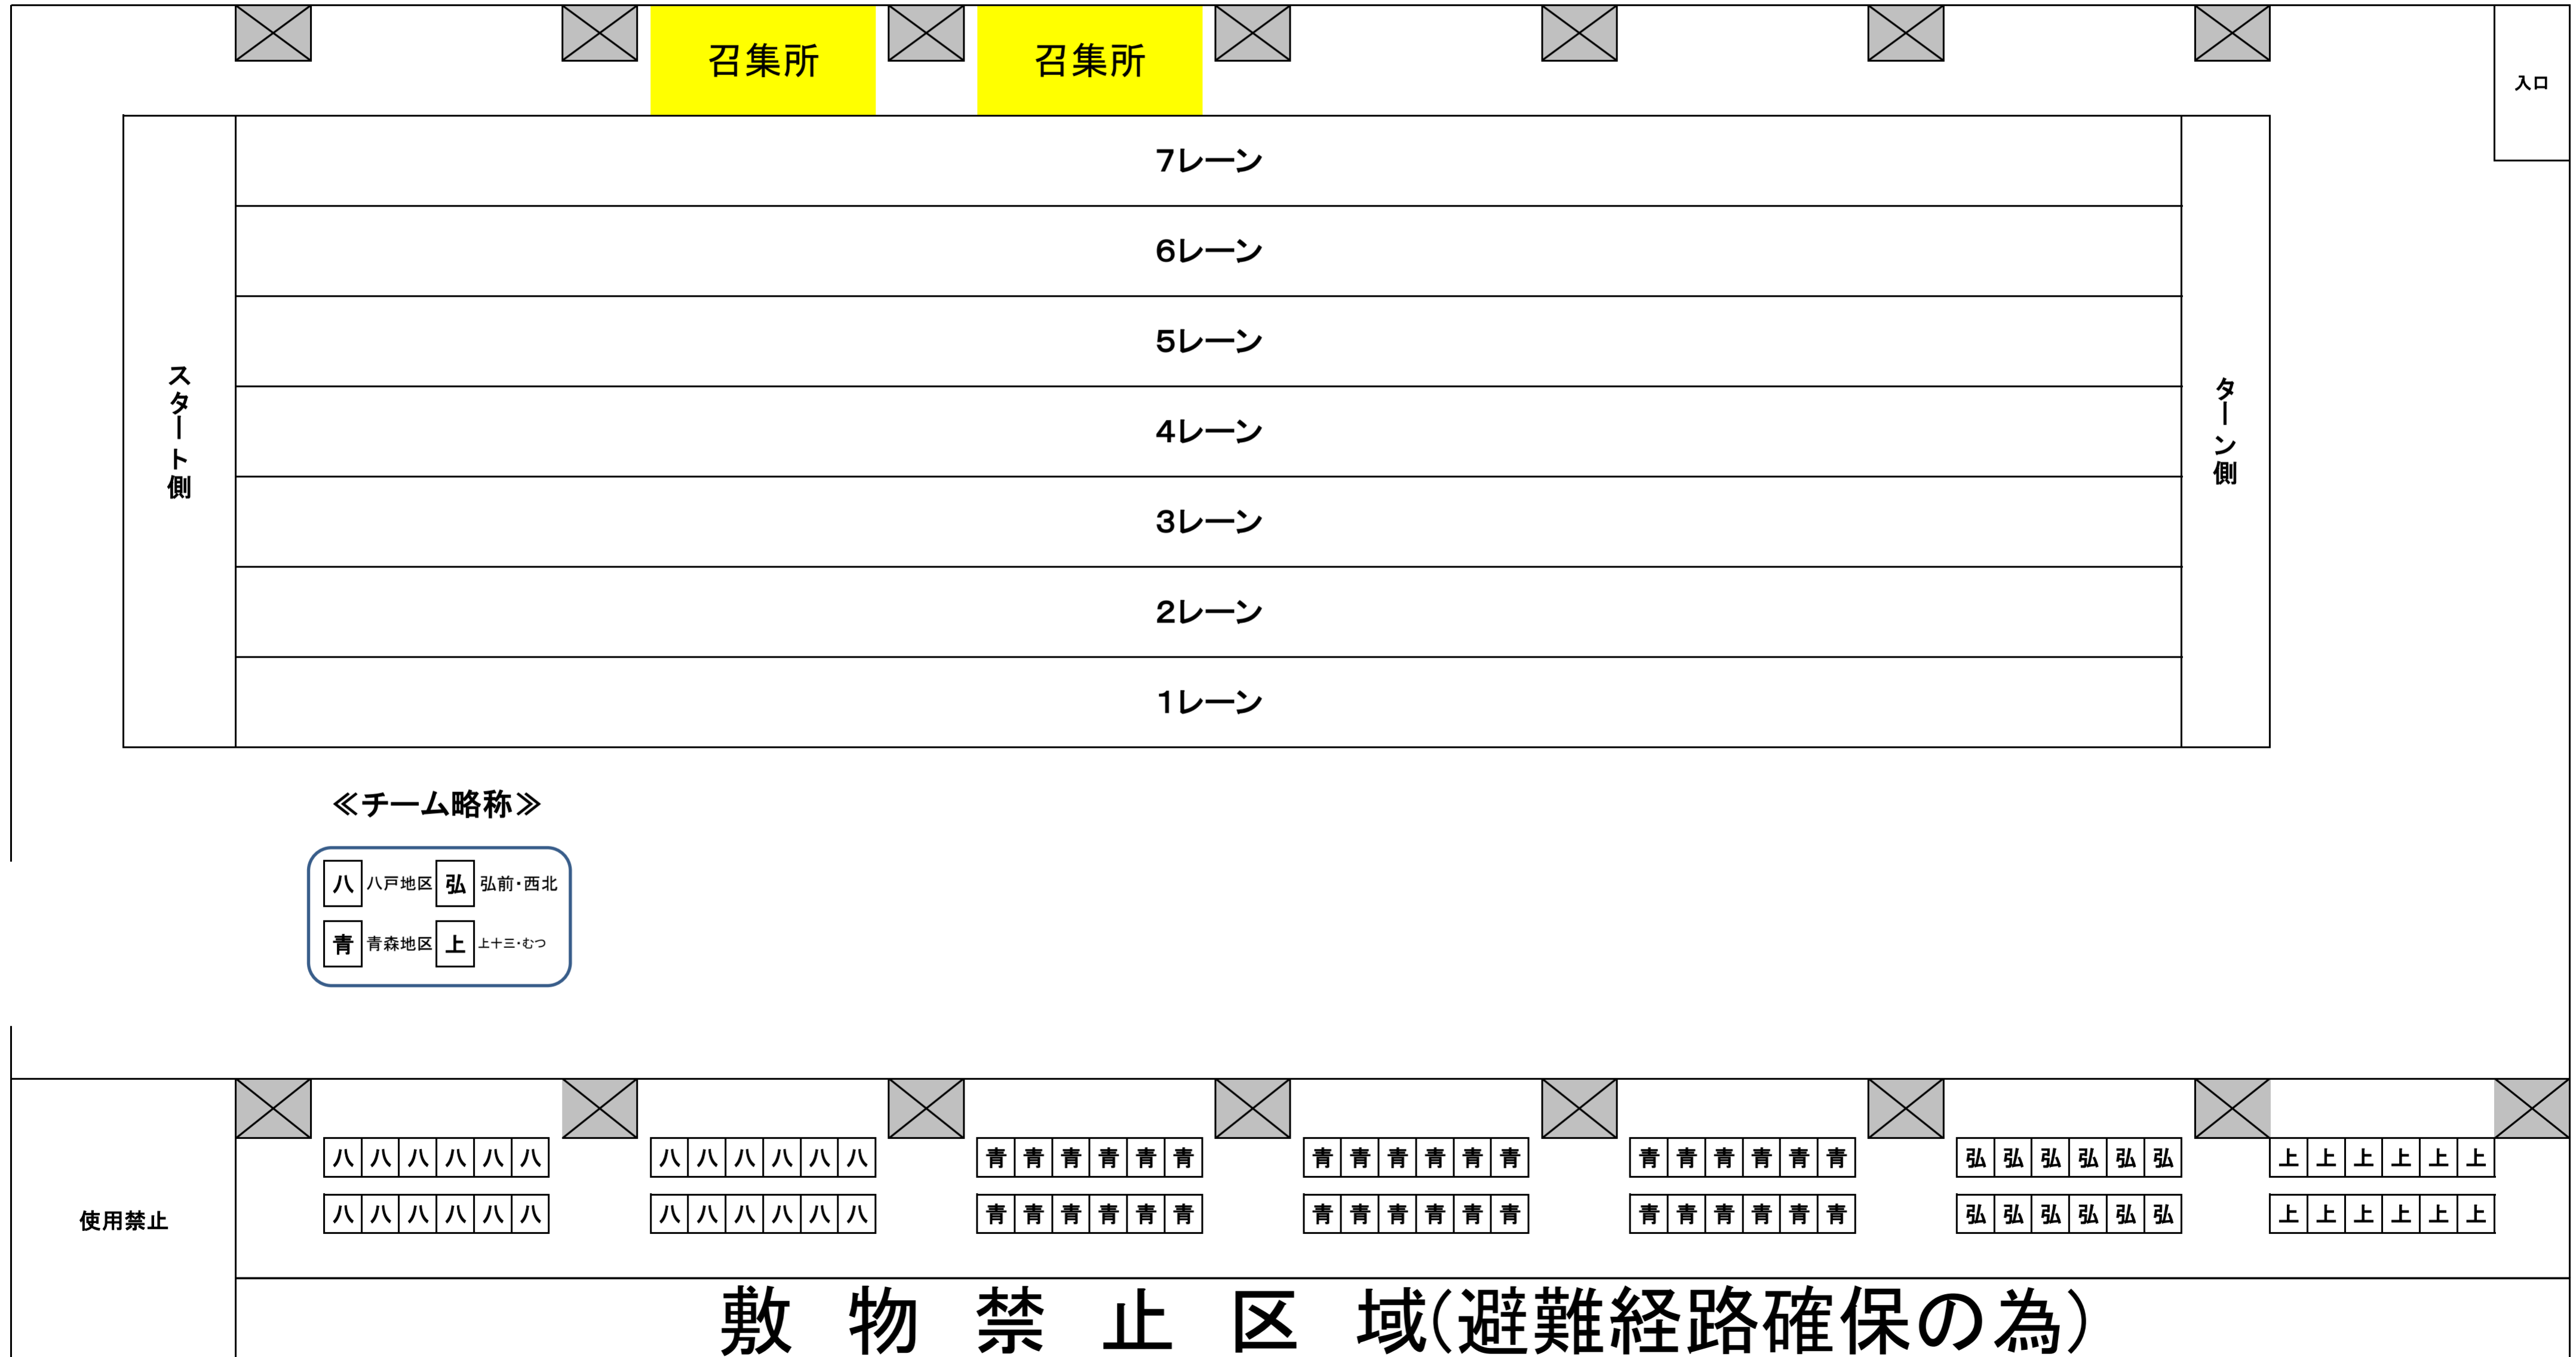 召集所 召集所
入口
7レーン
6レーン
5レーン
4レーン
3レーン
2レーン
1レーン
スタート側
ターン側
≪チーム略称≫
八 八戸地区 弘 弘前・西北
青 青森地区 上 上十三・むつ
八 八 八 八 八 八 八 八 八 八 八 八 青 青 青 青 青 青 青 青 青 青 青 青 青 青 青 青 青 青 弘 弘 弘 弘 弘 弘 上 上 上 上 上 上
八 八 八 八 八 八 八 八 八 八 八 八 青 青 青 青 青 青 青 青 青 青 青 青 青 青 青 青 青 青 弘 弘 弘 弘 弘 弘 上 上 上 上 上 上
使用禁止
敷 物 禁 止 区 域(避難経路確保の為)